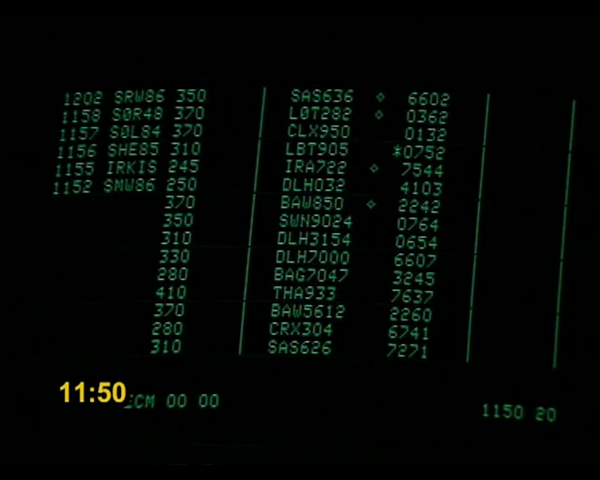 1202 SRW86 350 SAS636 ◇ 6602
1158 SØR48 370 LØT282 ◇ 0362
1157 SØL84 370 CLX950 0132
1156 SHE85 310 LBT905 *0752
1155 IRKIS 245 IRA722 ◇ 7544
1152 SMW86 250 DLH032 4103
370 BAW850 ◇ 2242
350 SWN9024 0764
310 DLH3154 0654
330 DLH7000 6607
280 BAG7047 3245
410 THA933 7637
370 BAW5612 2260
280 CRX304 6741
310 SAS626 7271
11:50 CM 00 00 1150 20